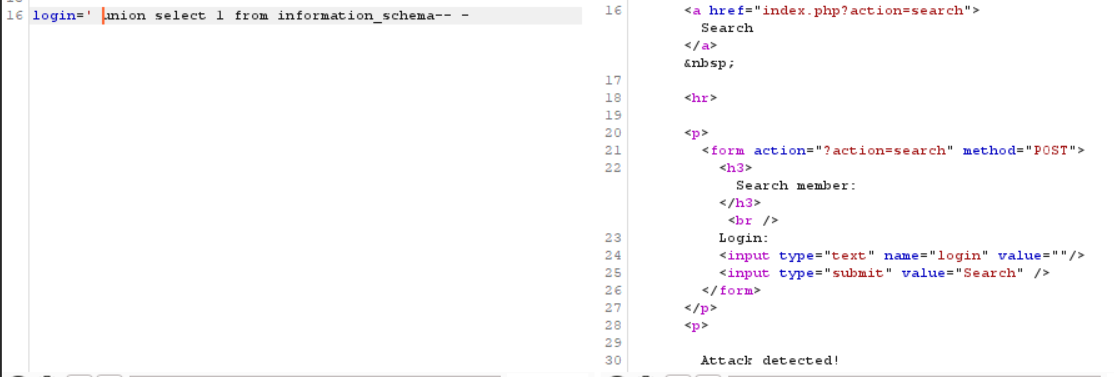 16 login=' union select 1 from information_schema-- -
16 <a href="index.php?action=search">
Search
</a>
&nbsp;
17
18 <hr>
19
20 <p>
21 <form action="?action=search" method="POST">
22 <h3>
Search member:
</h3>
<br />
23 Login:
24 <input type="text" name="login" value=""/>
25 <input type="submit" value="Search" />
26 </form>
27 </p>
28 <p>
29
30 Attack detected!